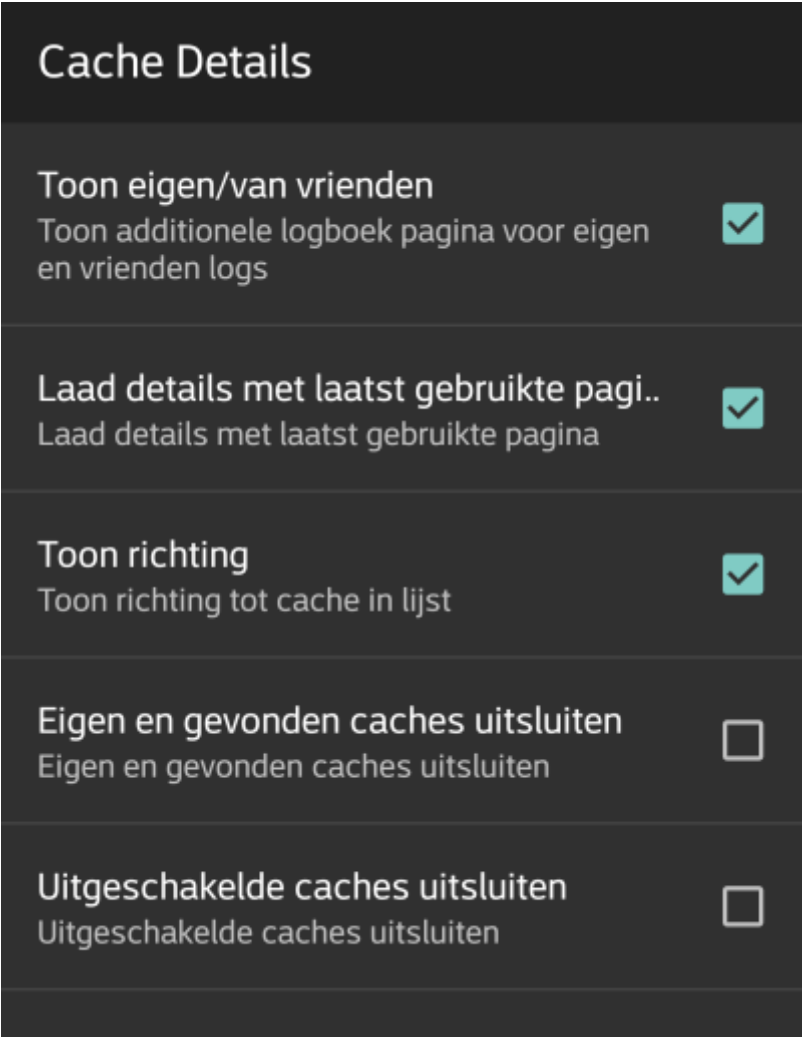 Cache Details
Toon eigen/van vrienden
Toon additionele logboek pagina voor eigen
en vrienden logs
Laad details met laatst gebruikte pagi..
Laad details met laatst gebruikte pagina
Toon richting
Toon richting tot cache in lijst
Eigen en gevonden caches uitsluiten
Eigen en gevonden caches uitsluiten
Uitgeschakelde caches uitsluiten
Uitgeschakelde caches uitsluiten